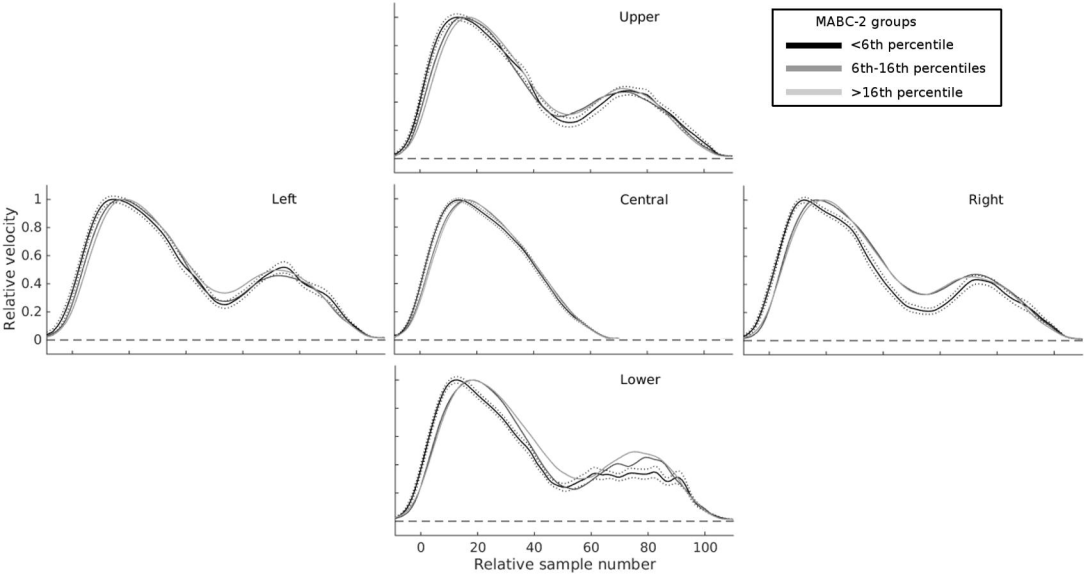 Upper
MABC-2 groups
<6th percentile
6th-16th percentiles
>16th percentile
Left
Central
Right
Relative velocity
1
0.8
0.6
0.4
0.2
0
Lower
0 20 40 60 80 100
Relative sample number